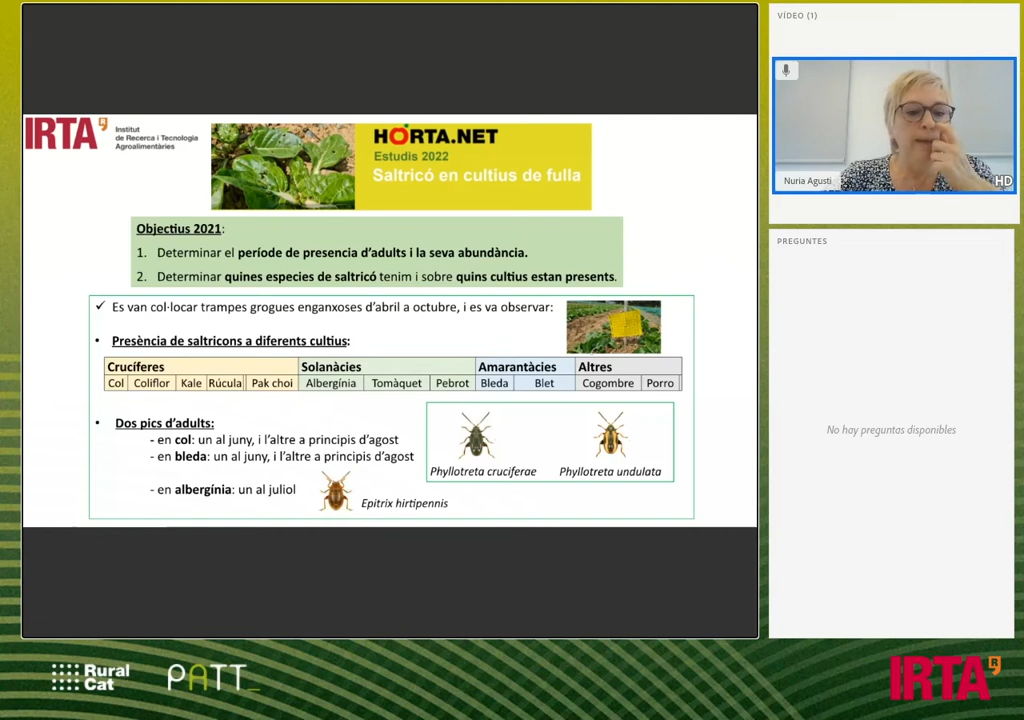 IRTA
Institut
de Recerca i Tecnologia
Agroalimentàries
HORTA.NET
Estudis 2022
Saltricó en cultius de fulla
Objectius 2021:
1. Determinar el període de presencia d'adults i la seva abundància.
2. Determinar quines especies de saltricó tenim i sobre quins cultius estan presents.
✓ Es van col·locar trampes grogues enganxoses d'abril a octubre, i es va observar:
• Presència de saltricons a diferents cultius:
Crucíferes Solanàcies Amarantàcies Altres
Col Coliflor Kale Rúcula Pak choi Albergínia Tomàquet Pebrot Bleda Blet Cogombre Porro
• Dos pics d'adults:
- en col: un al juny, i l'altre a principis d'agost
- en bleda: un al juny, i l'altre a principis d'agost
- en albergínia: un al juliol
Epitrix hirtipennis
Phyllotreta cruciferae Phyllotreta undulata
VÍDEO (1)
Nuria Agusti
HD
PREGUNTES
No hay preguntas disponibles
Rural
Cat
PATT_
IRTA